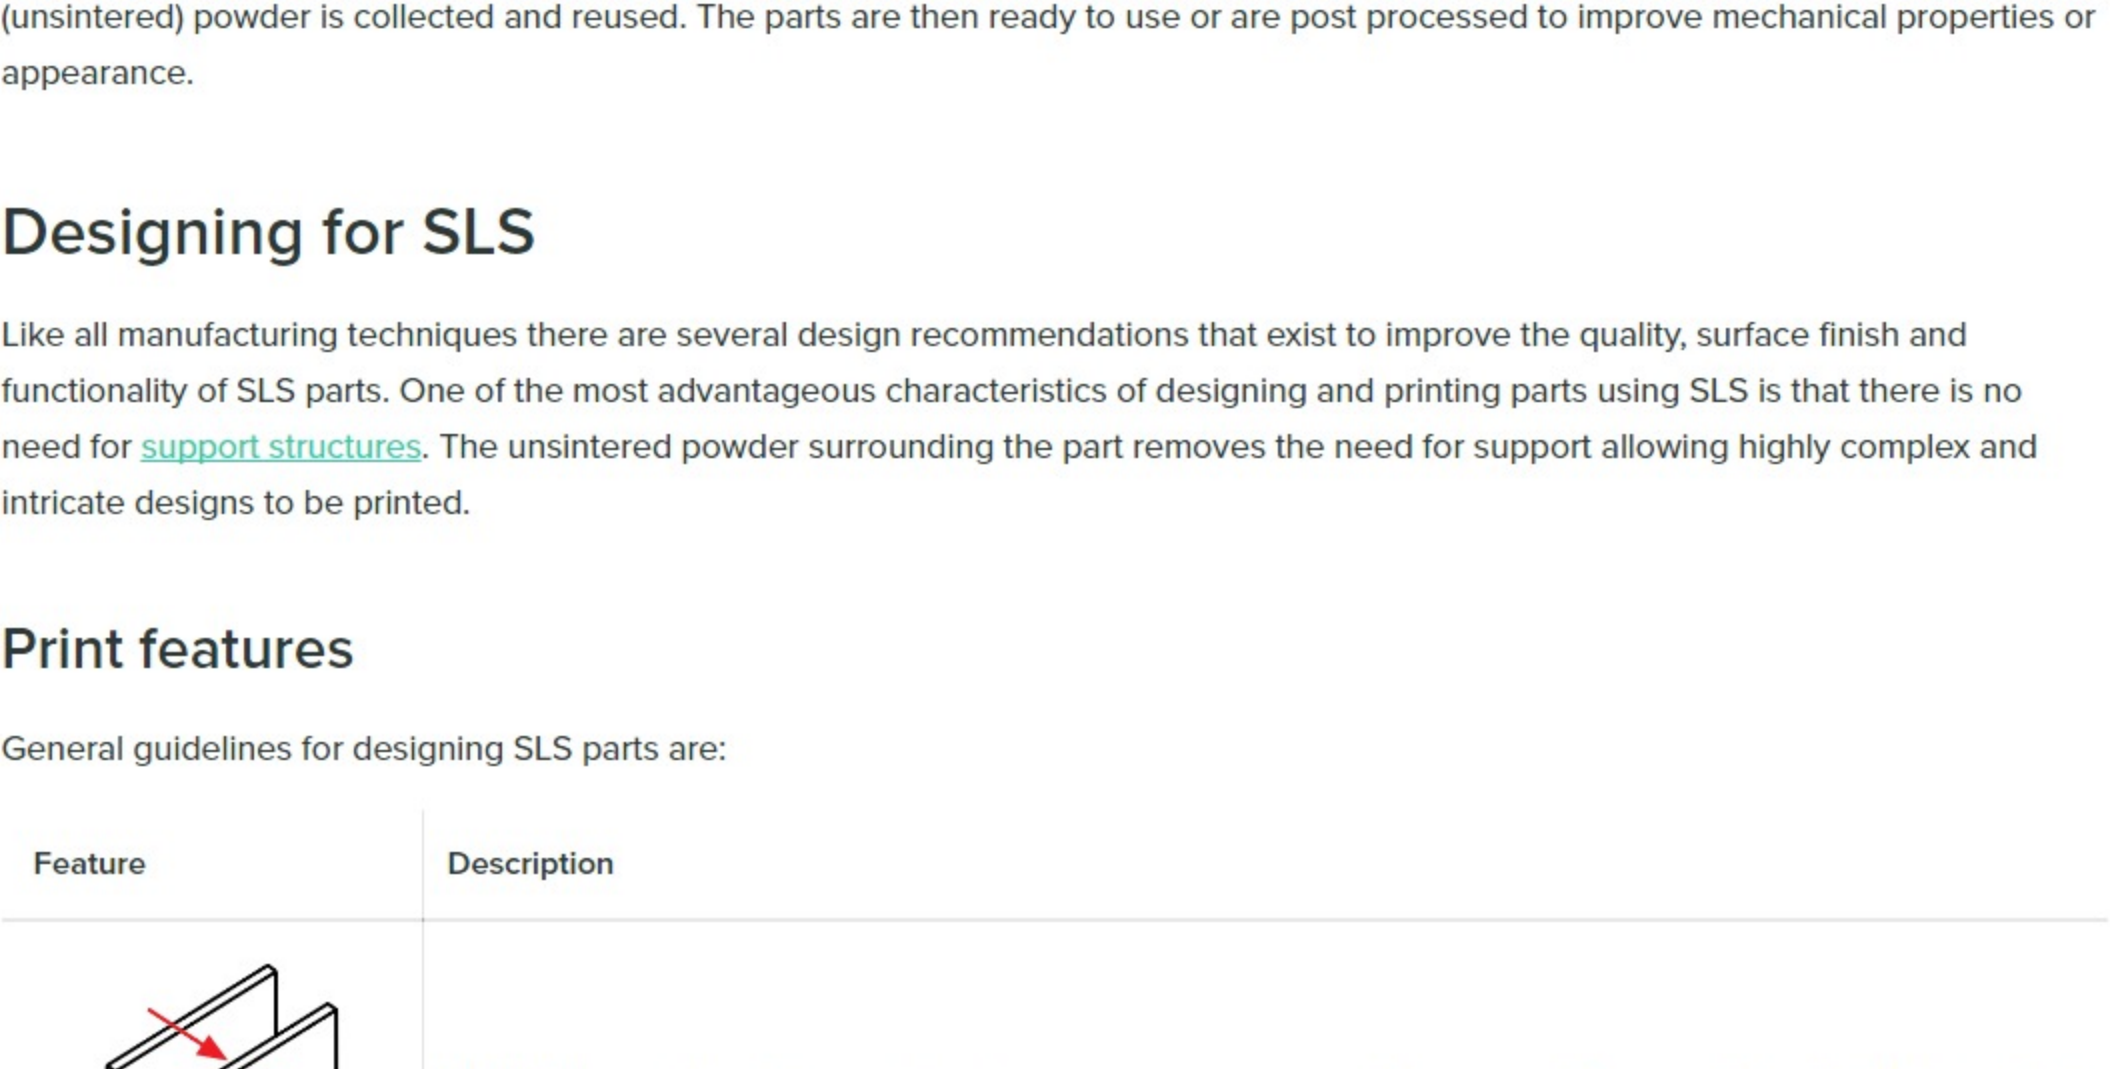 (unsintered) powder is collected and reused. The parts are then ready to use or are post processed to improve mechanical properties or
appearance.
Designing for SLS
Like all manufacturing techniques there are several design recommendations that exist to improve the quality, surface finish and
functionality of SLS parts. One of the most advantageous characteristics of designing and printing parts using SLS is that there is no
need for support structures. The unsintered powder surrounding the part removes the need for support allowing highly complex and
intricate designs to be printed.
Print features
General guidelines for designing SLS parts are:
Feature
Description